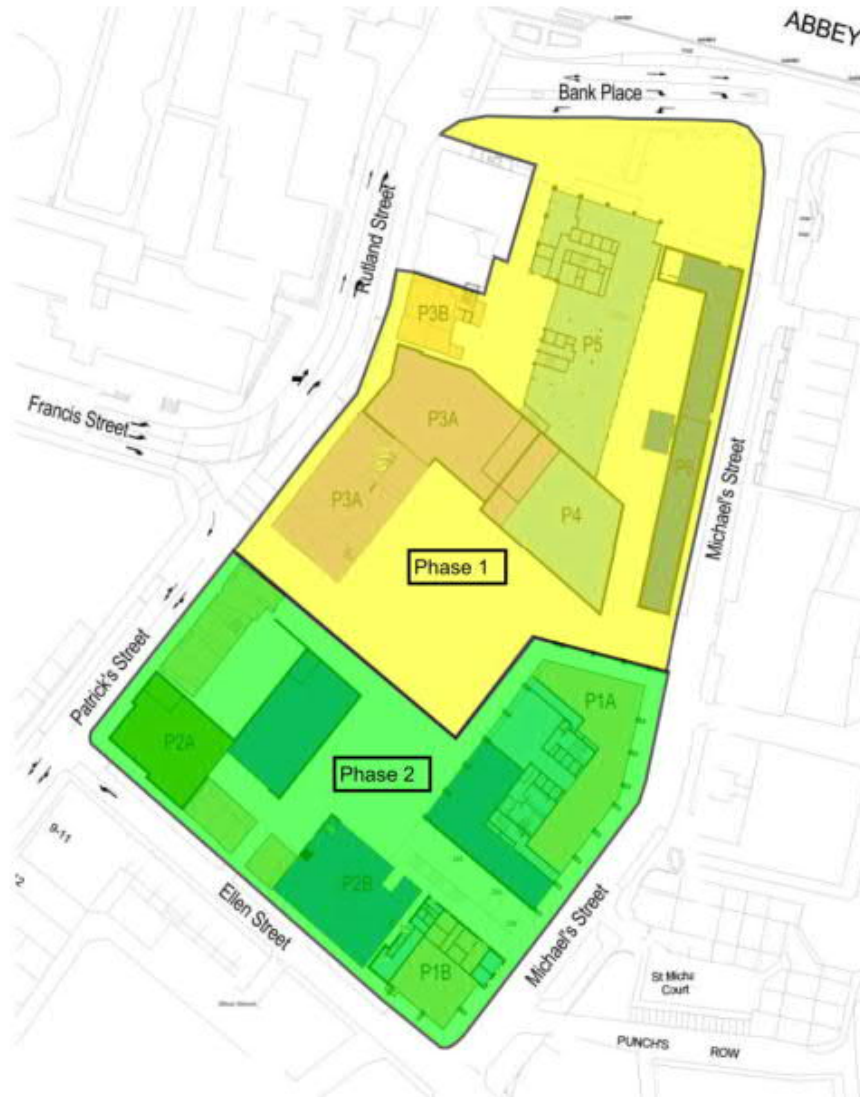 ABBEY
Bank Place
Rutland Street
P3B
P5
Francis Street
P3A
P3A
P4
P6
Michael's Street
Phase 1
Patrick's Street
P1A
P2A
Phase 2
9-11
P2B
Ellen Street
P1B
Michael's Street
St Micha
Court
PUNCH'S ROW